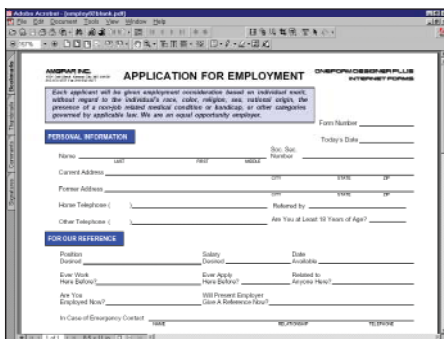 Adobe Acrobat - [employ02blank.pdf]
File Edit Document Tools View Window Help
107%
AMGRAF, INC.
APPLICATION FOR EMPLOYMENT
ONEFORM DESIGNER PLUS
INTERNET FORMS
Each applicant will be given employment consideration based on individual merit,
without regard to the individual's race, color, religion, sex, national origin, the
presence of a non-job related medical condition or handicap, or other categories
governed by applicable law. We are an equal opportunity employer.
Form Number
Today's Date
PERSONAL INFORMATION
Name
Soc. Sec.
Number
LAST FIRST MIDDLE
Current Address
CITY STATE ZIP
Former Address
CITY STATE ZIP
Home Telephone ( )
Referred by
Other Telephone ( )
Are You at Least 18 Years of Age?
FOR OUR REFERENCE
Position
Desired
Salary
Desired
Date
Available
Ever Work
Here Before?
Ever Apply
Here Before?
Related to
Anyone Here?
Are You
Employed Now?
Will Present Employer
Give A Reference Now?
In Case of Emergency Contact
NAME RELATIONSHIP TELEPHONE
Bookmarks
Thumbnails
Comments
Signatures
1 of 1